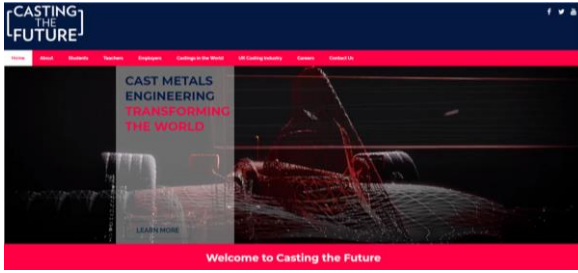 CASTING
THE
FUTURE
Home About Students Teachers Employers Castings in the World UK Casting Industry Careers Contact Us
CAST METALS
ENGINEERING
TRANSFORMING
THE WORLD
LEARN MORE
Welcome to Casting the Future